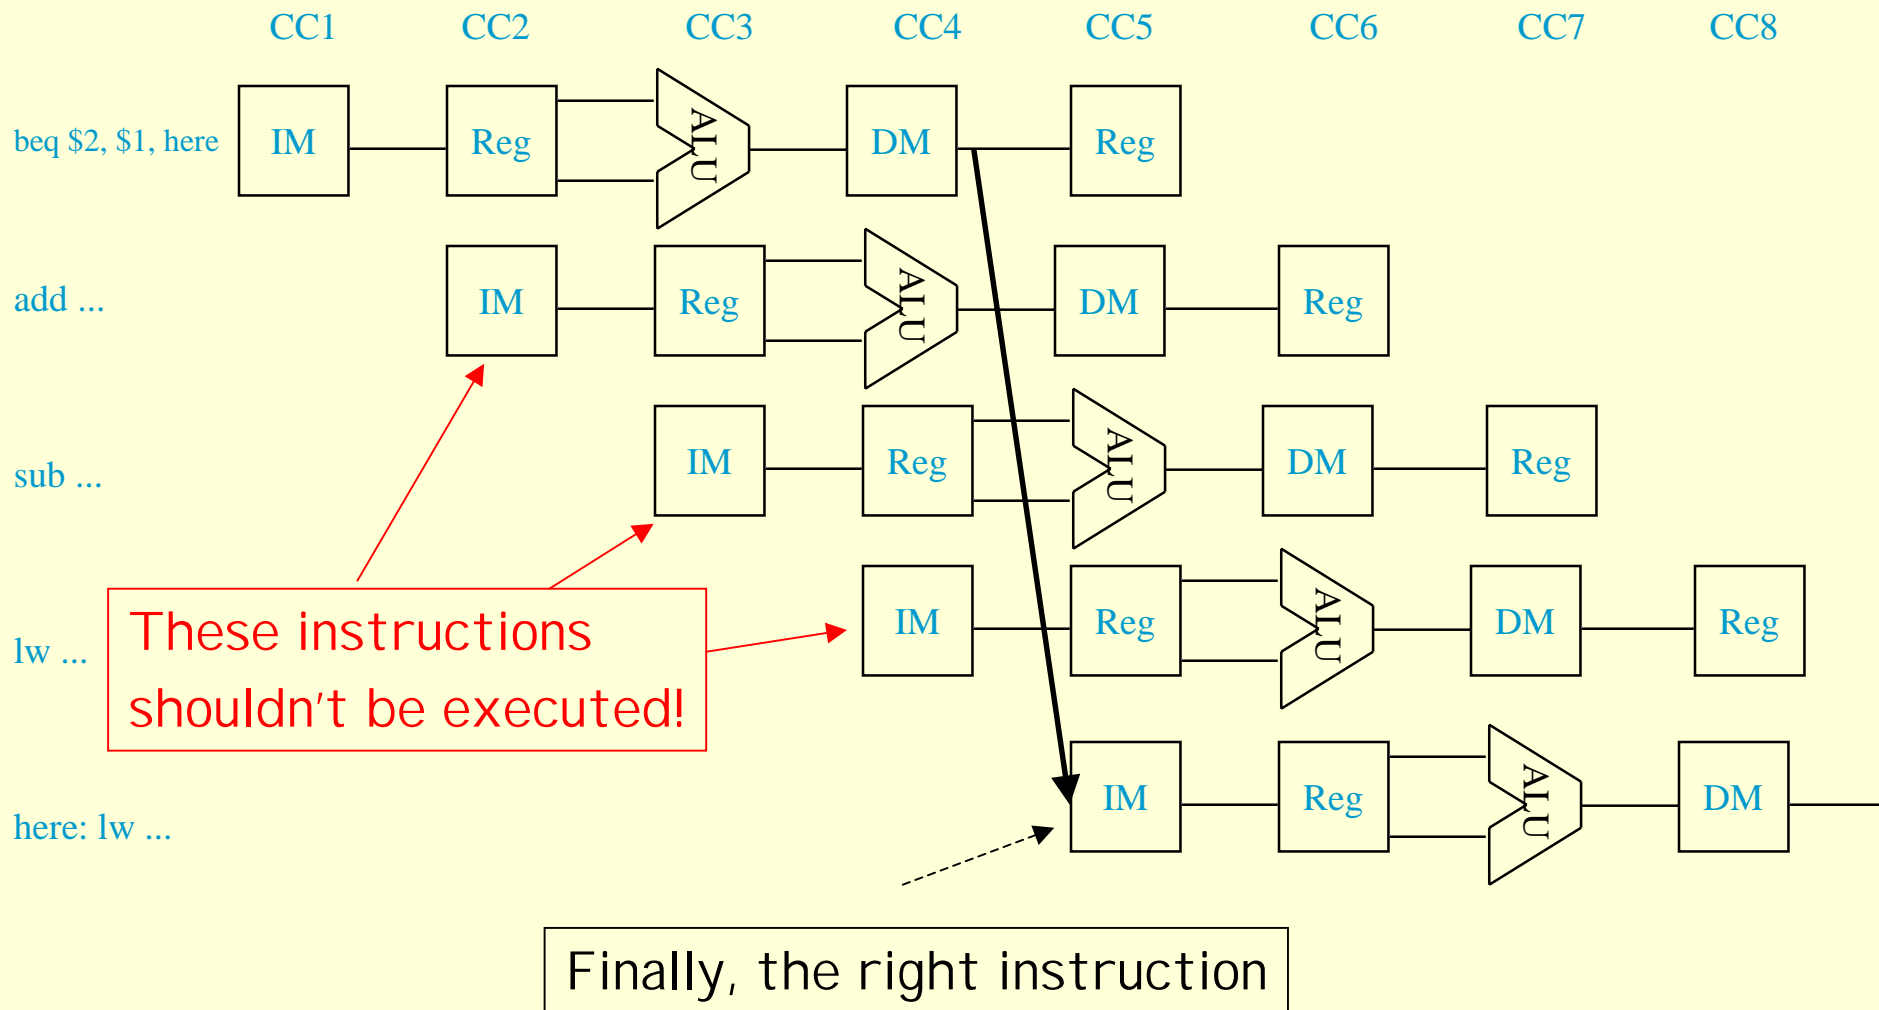 CC1 CC2 CC3 CC4 CC5 CC6 CC7 CC8
beq $2, $1, here IM Reg ALU DM Reg
add ... IM Reg ALU DM Reg
sub ... IM Reg ALU DM Reg
lw ... IM Reg ALU DM Reg
These instructions
shouldn't be executed!
here: lw ... IM Reg ALU DM
Finally, the right instruction